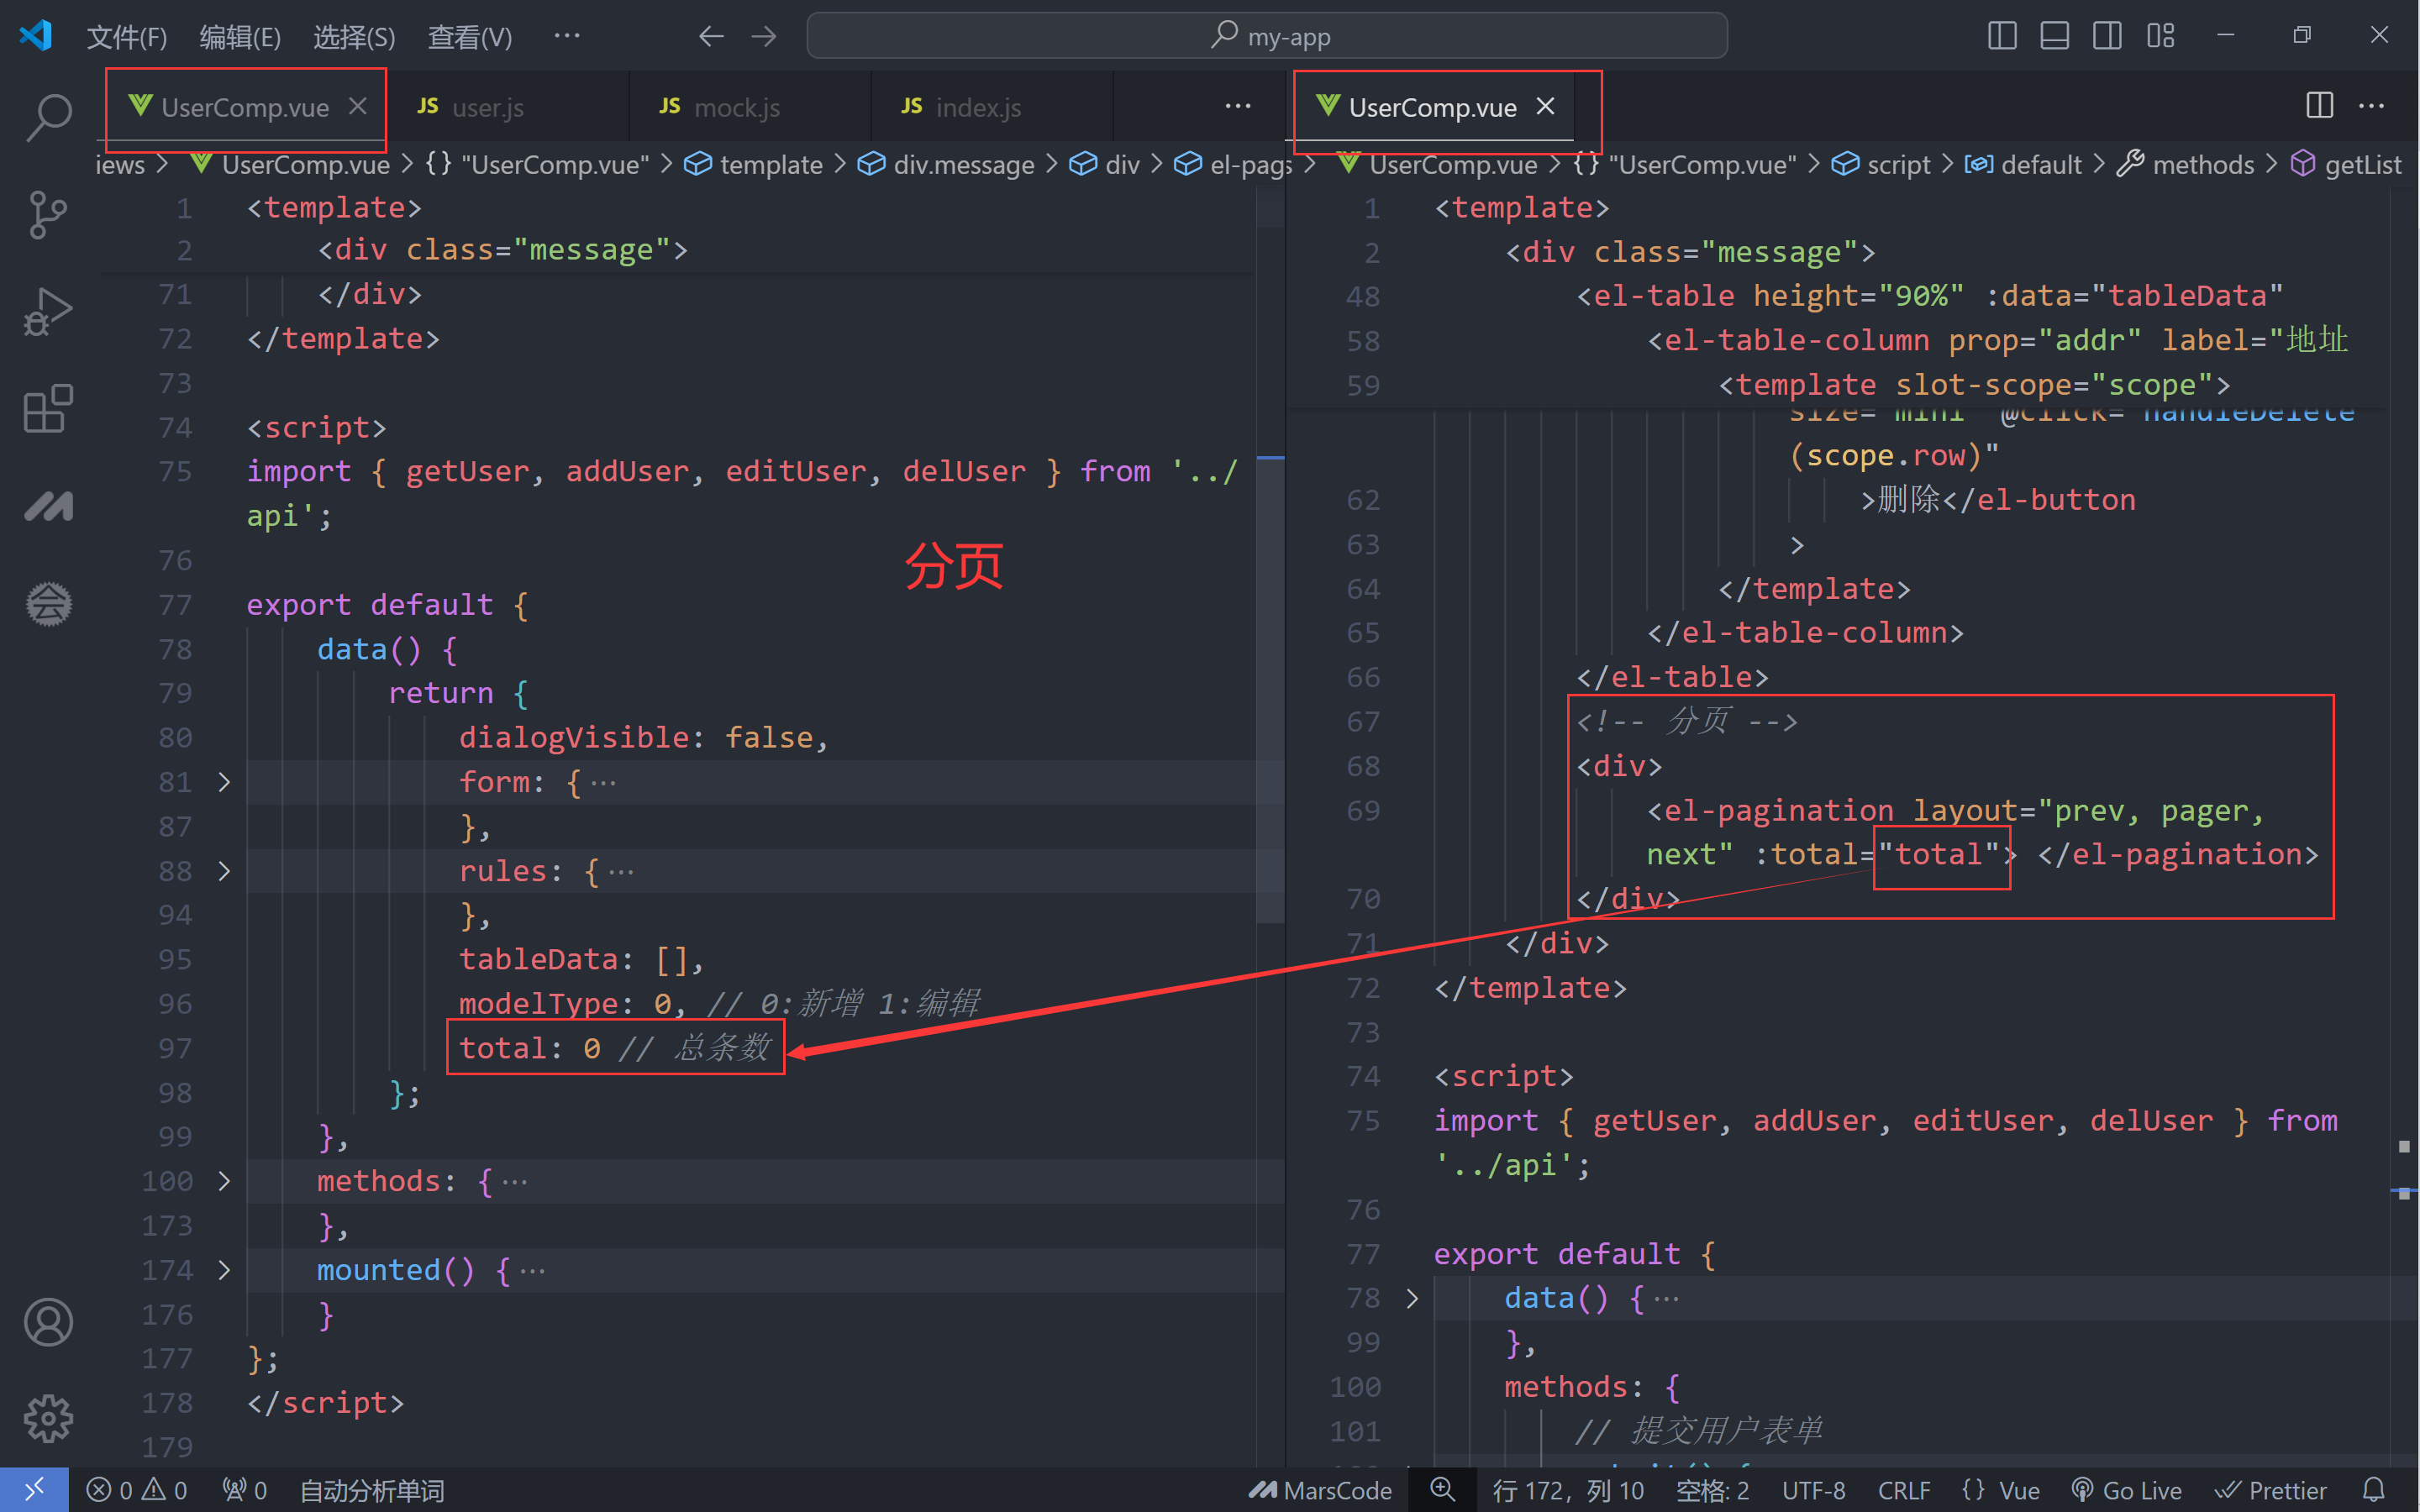 文件(F) 编辑(E) 选择(S) 查看(V) ··· my-app
UserComp.vue JS user.js JS mock.js JS index.js ···
iews > UserComp.vue > {} "UserComp.vue" > template > div.message > div > el-pag
1 <template>
2 <div class="message">
71 </div>
72 </template>
73
74 <script>
75 import { getUser, addUser, editUser, delUser } from '../
api';
76
分页
77 export default {
78 data() {
79 return {
80 dialogVisible: false,
81 form: {···
87 },
88 rules: {···
94 },
95 tableData: [],
96 modelType: 0, // 0:新增 1:编辑
97 total: 0 // 总条数
98 };
99 },
100 methods: {···
173 },
174 mounted() {···
176 }
177 };
178 </script>
179
UserComp.vue ···
> UserComp.vue > {} "UserComp.vue" > script > default > methods > getList
1 <template>
2 <div class="message">
48 <el-table height="90%" :data="tableData"
58 <el-table-column prop="addr" label="地址
59 <template slot-scope="scope">
size="mini" @click="handleDelete
(scope.row)"
62 >删除</el-button
63 >
64 </template>
65 </el-table-column>
66 </el-table>
67 <!-- 分页 -->
68 <div>
69 <el-pagination layout="prev, pager,
next" :total="total"> </el-pagination>
70 </div>
71 </div>
72 </template>
73
74 <script>
75 import { getUser, addUser, editUser, delUser } from
'../api';
76
77 export default {
78 data() {···
99 },
100 methods: {
101 // 提交用户表单
0 0 0 自动分析单词 MarsCode 行 172，列 10 空格: 2 UTF-8 CRLF {} Vue Go Live Prettier